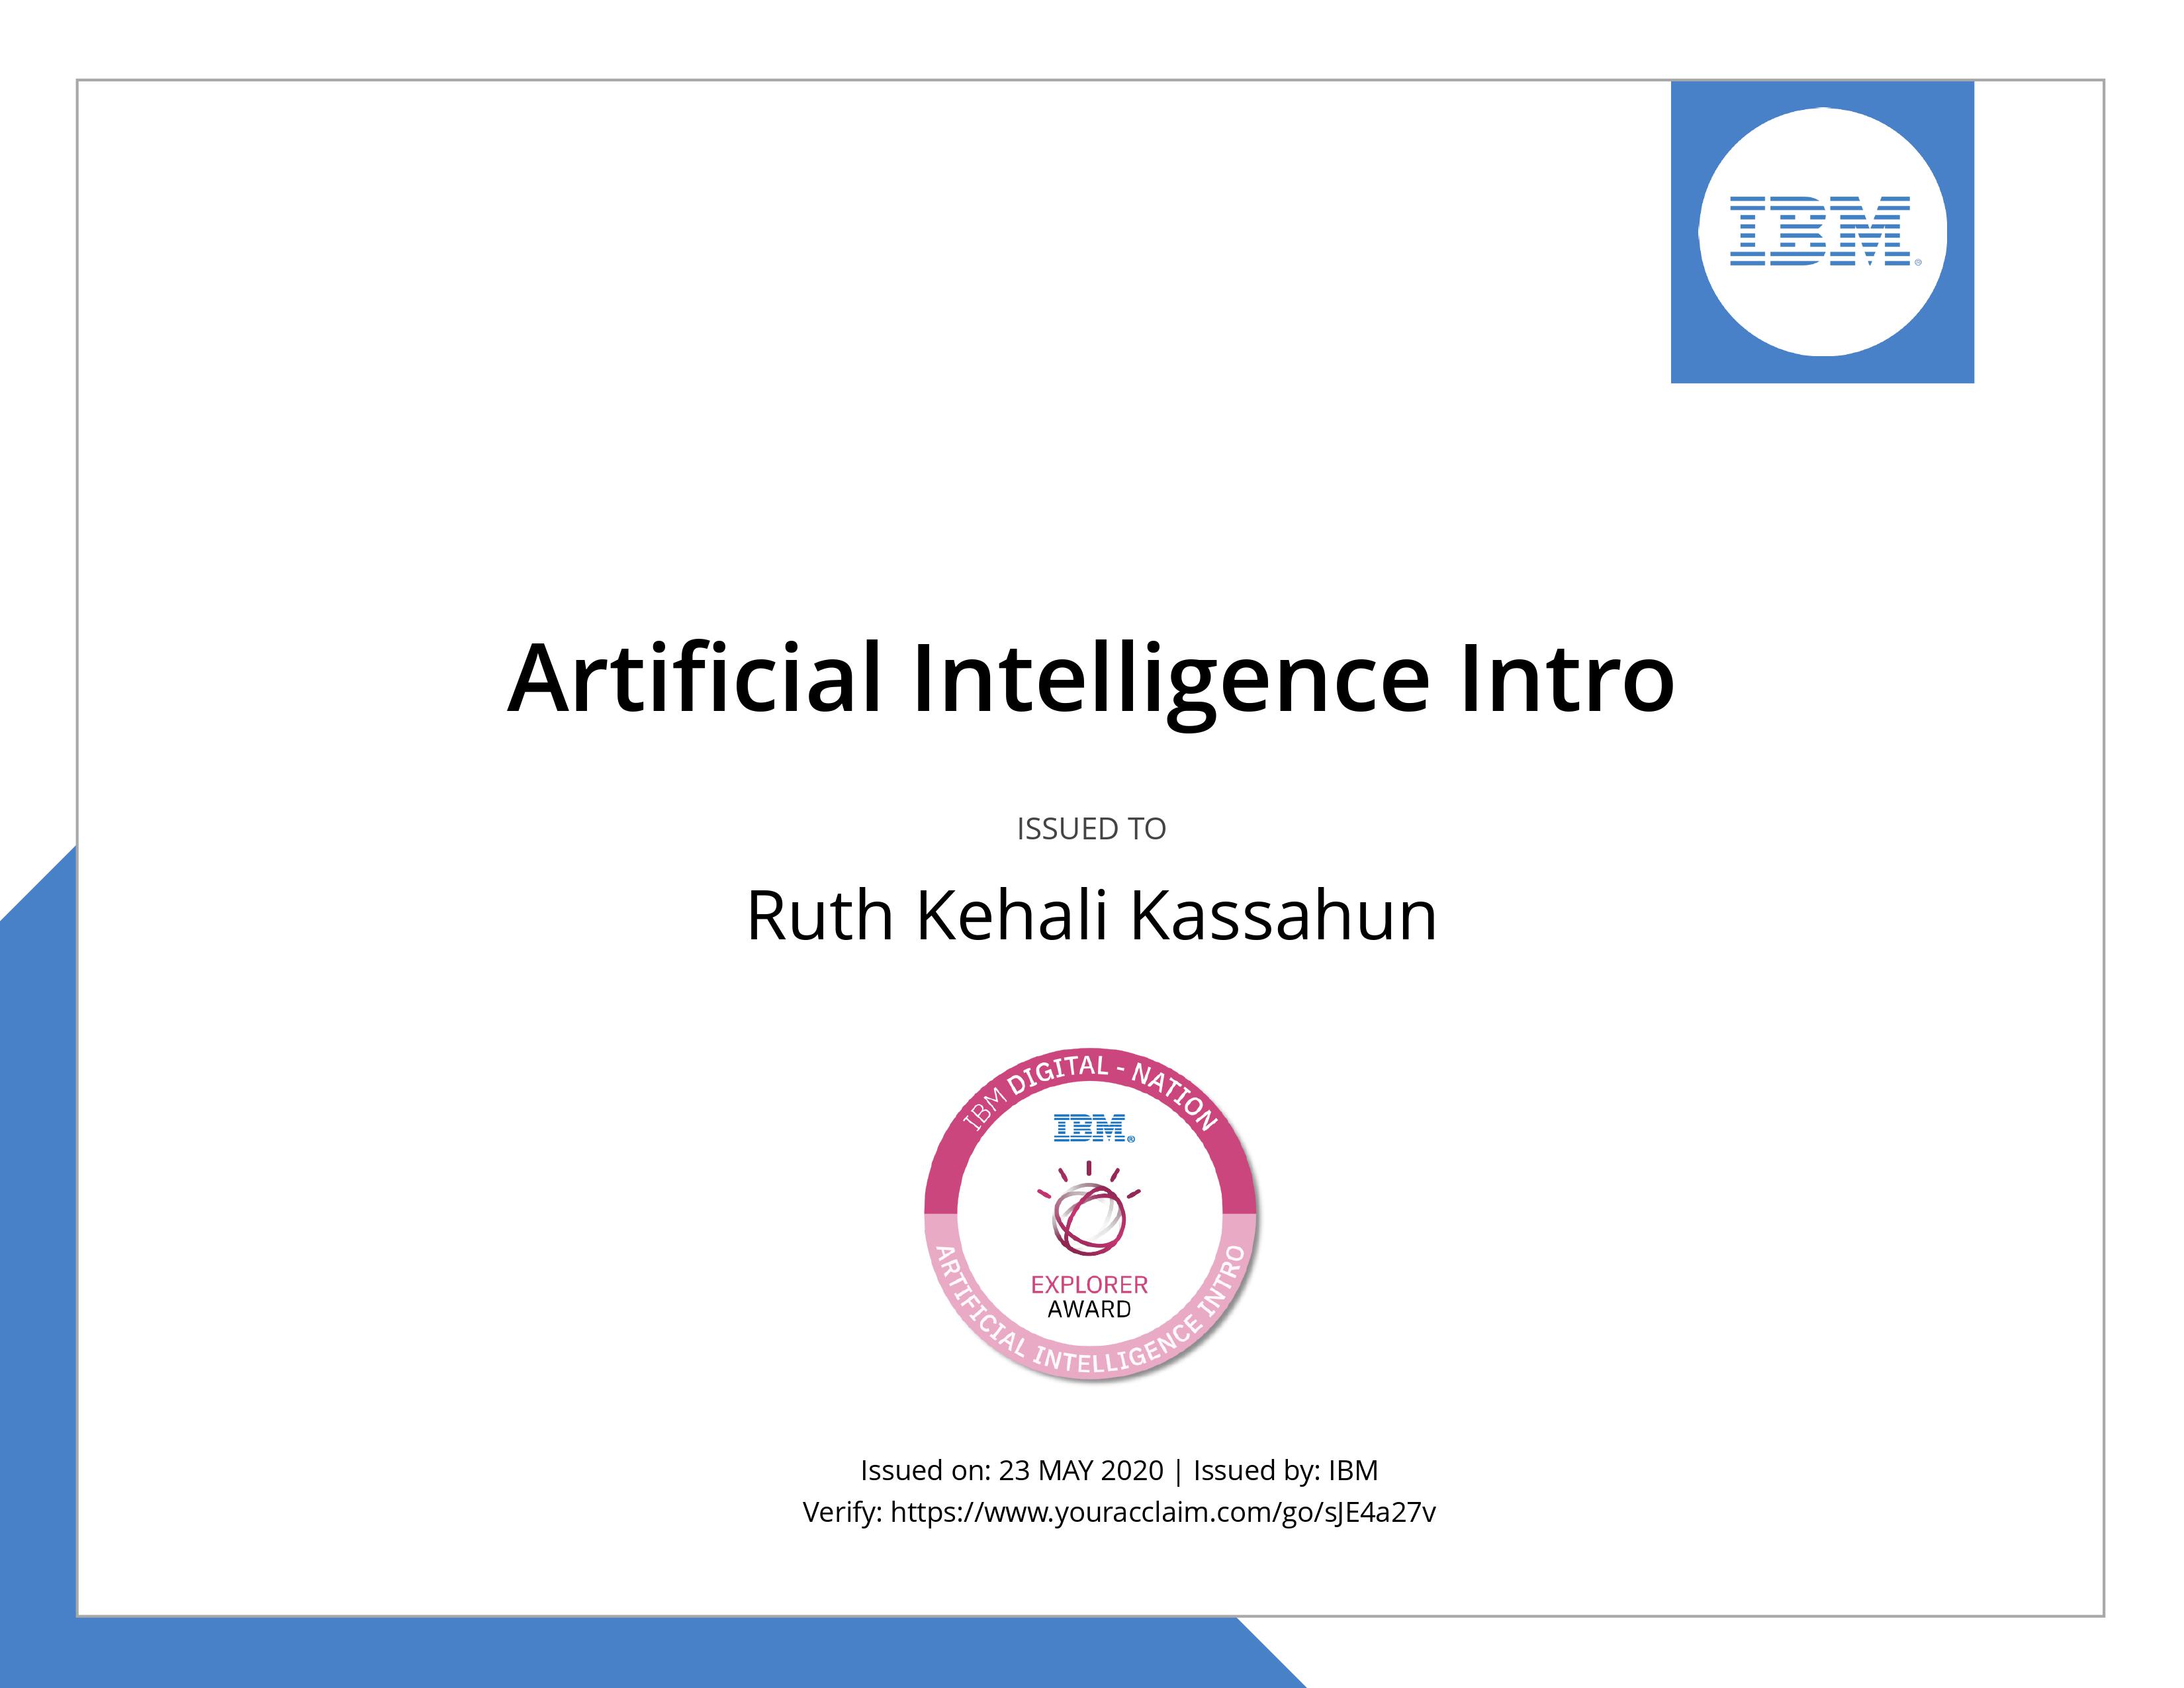 IBM®
Artificial Intelligence Intro
ISSUED TO
Ruth Kehali Kassahun
IBM DIGITAL - NATION
IBM®
EXPLORER
AWARD
ARTIFICIAL INTELLIGENCE INTRO
Issued on: 23 MAY 2020 | Issued by: IBM
Verify: https://www.youracclaim.com/go/sJE4a27v